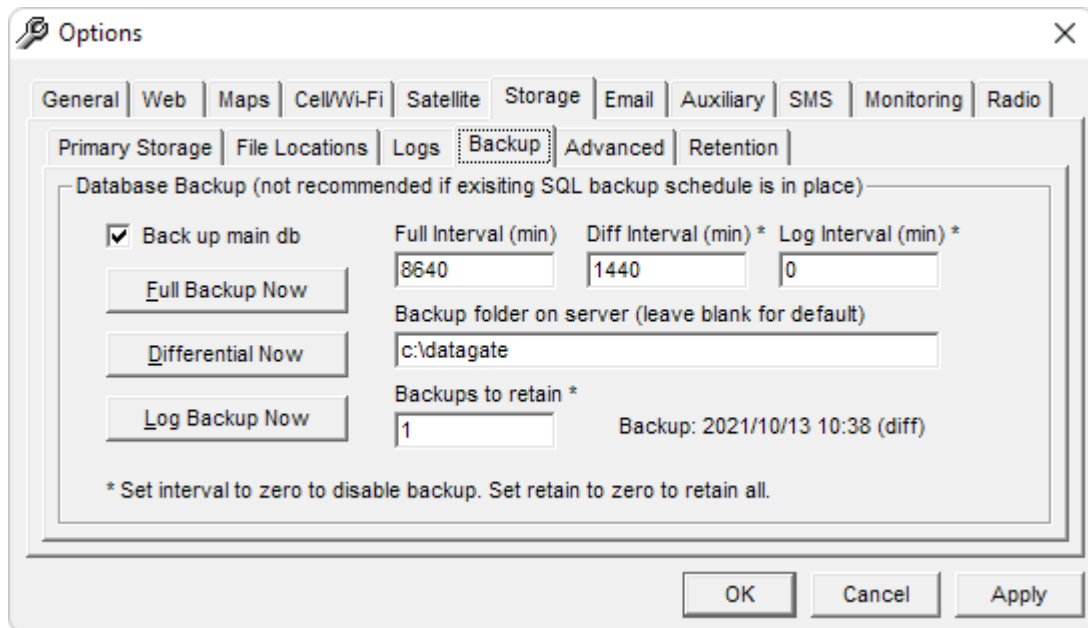 Options
General Web Maps Cell/Wi-Fi Satellite Storage Email Auxiliary SMS Monitoring Radio
Primary Storage File Locations Logs Backup Advanced Retention
Database Backup (not recommended if exisiting SQL backup schedule is in place)
Back up main db
Full Interval (min) Diff Interval (min) * Log Interval (min) *
8640 1440 0
Full Backup Now
Backup folder on server (leave blank for default)
c:\datagate
Differential Now
Backups to retain *
1
Log Backup Now
Backup: 2021/10/13 10:38 (diff)
* Set interval to zero to disable backup. Set retain to zero to retain all.
OK Cancel Apply